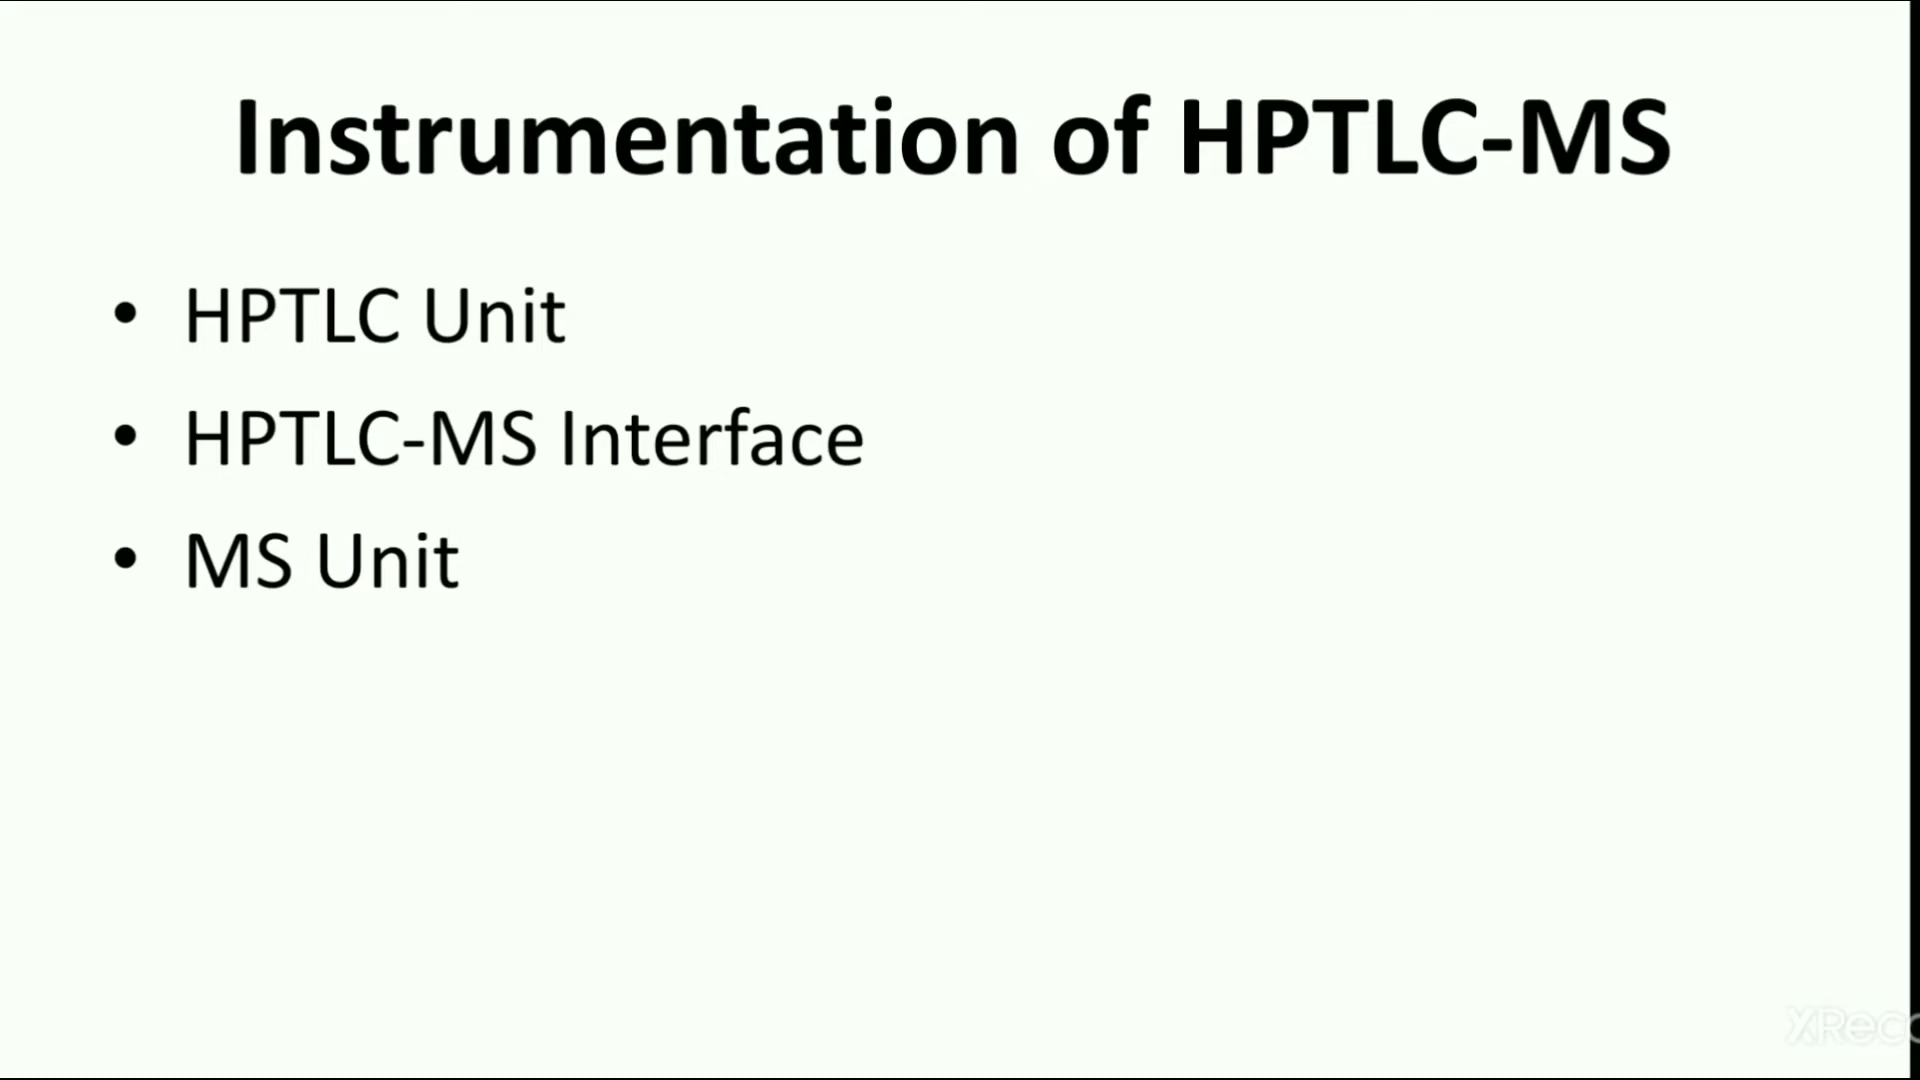 Instrumentation of HPTLC-MS
• HPTLC Unit
• HPTLC-MS Interface
• MS Unit